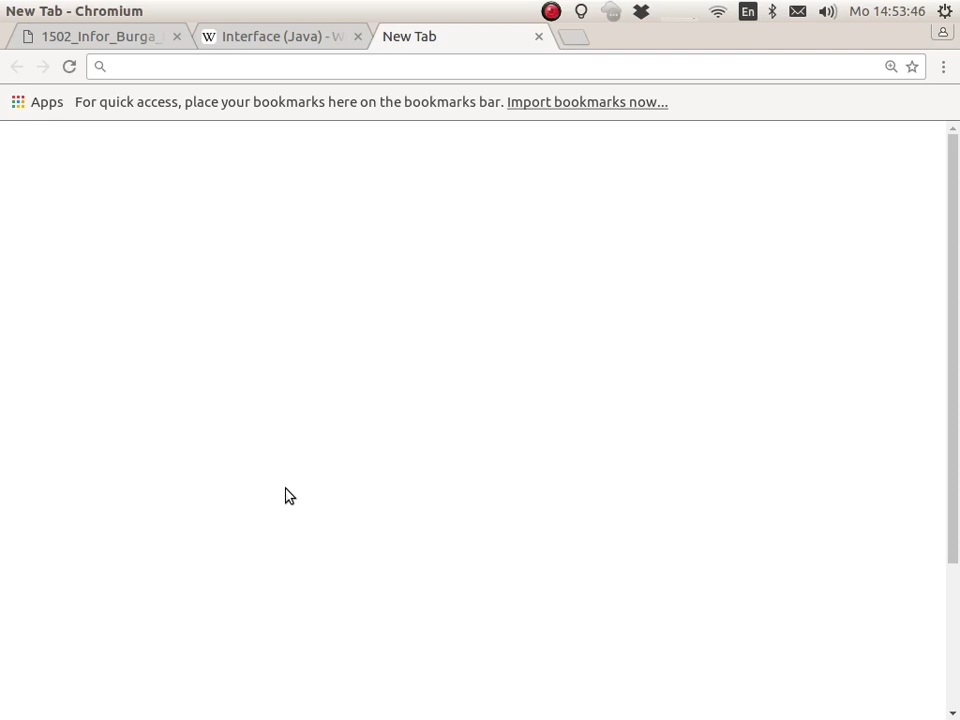 New Tab - Chromium
En
Mo 14:53:46
1502_Infor_Burga_
Interface (Java) - W
New Tab
Apps
For quick access, place your bookmarks here on the bookmarks bar. Import bookmarks now...